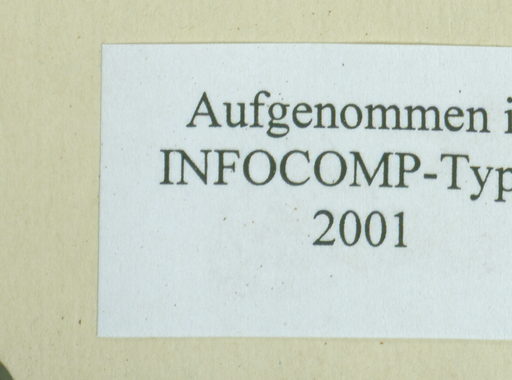 Aufgenommen i
INFOCOMP-Typ
2001